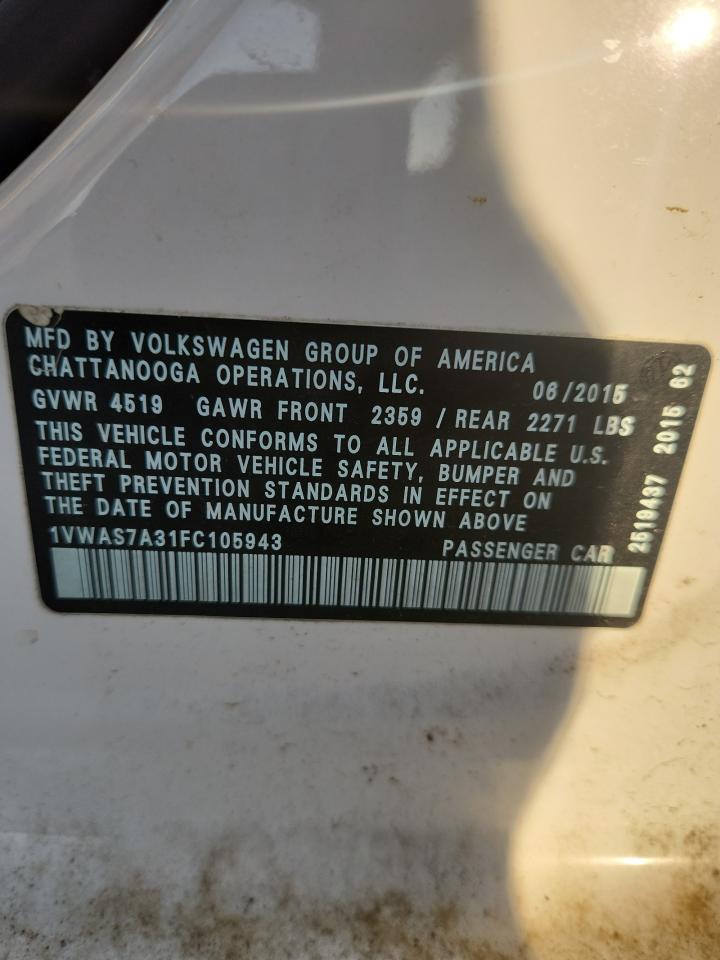 MFD BY VOLKSWAGEN GROUP OF AMERICA
CHATTANOOGA OPERATIONS, LLC. 06/2015
GVWR 4519 GAWR FRONT 2359 / REAR 2271 LBS
THIS VEHICLE CONFORMS TO ALL APPLICABLE U.S.
FEDERAL MOTOR VEHICLE SAFETY, BUMPER AND
THEFT PREVENTION STANDARDS IN EFFECT ON
THE DATE OF MANUFACTURE SHOWN ABOVE
1VWAS7A31FC105943 PASSENGER CAR
2519437 2015 62